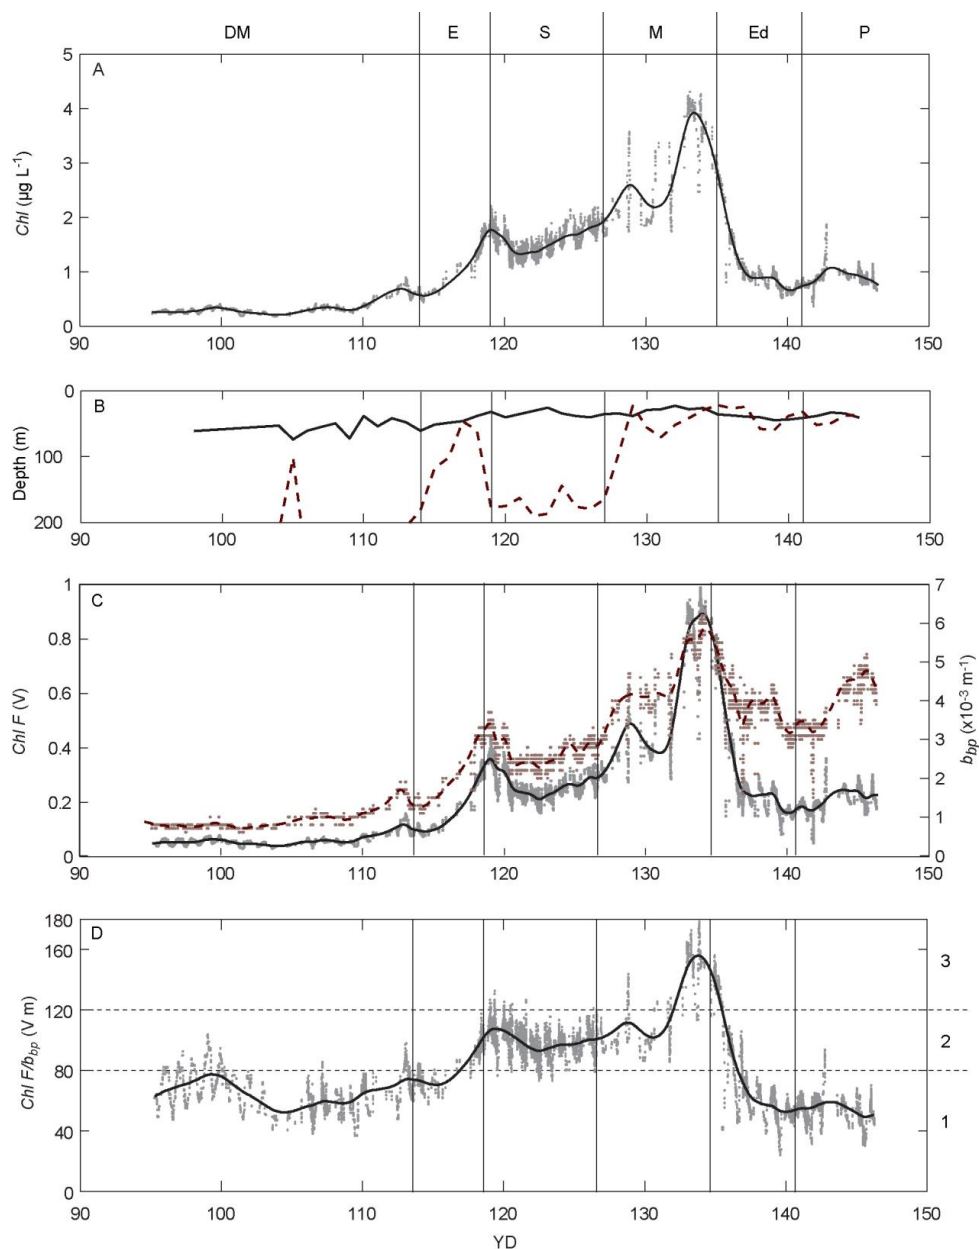 DM E S M Ed P
A
5
4
3
2
1
0
Chl (µg L⁻¹)
90 100 110 120 130 140 150
B
0
100
200
Depth (m)
90 100 110 120 130 140 150
C
1 7
0.8 6
5
0.6 4
0.4 3
2
0.2 1
0 0
Chl F (V)
b_bp (x10⁻³ m⁻¹)
90 100 110 120 130 140 150
D
180
160 3
120
2
80
40 1
0
Chl F/b_bp (V m)
90 100 110 120 130 140 150
YD